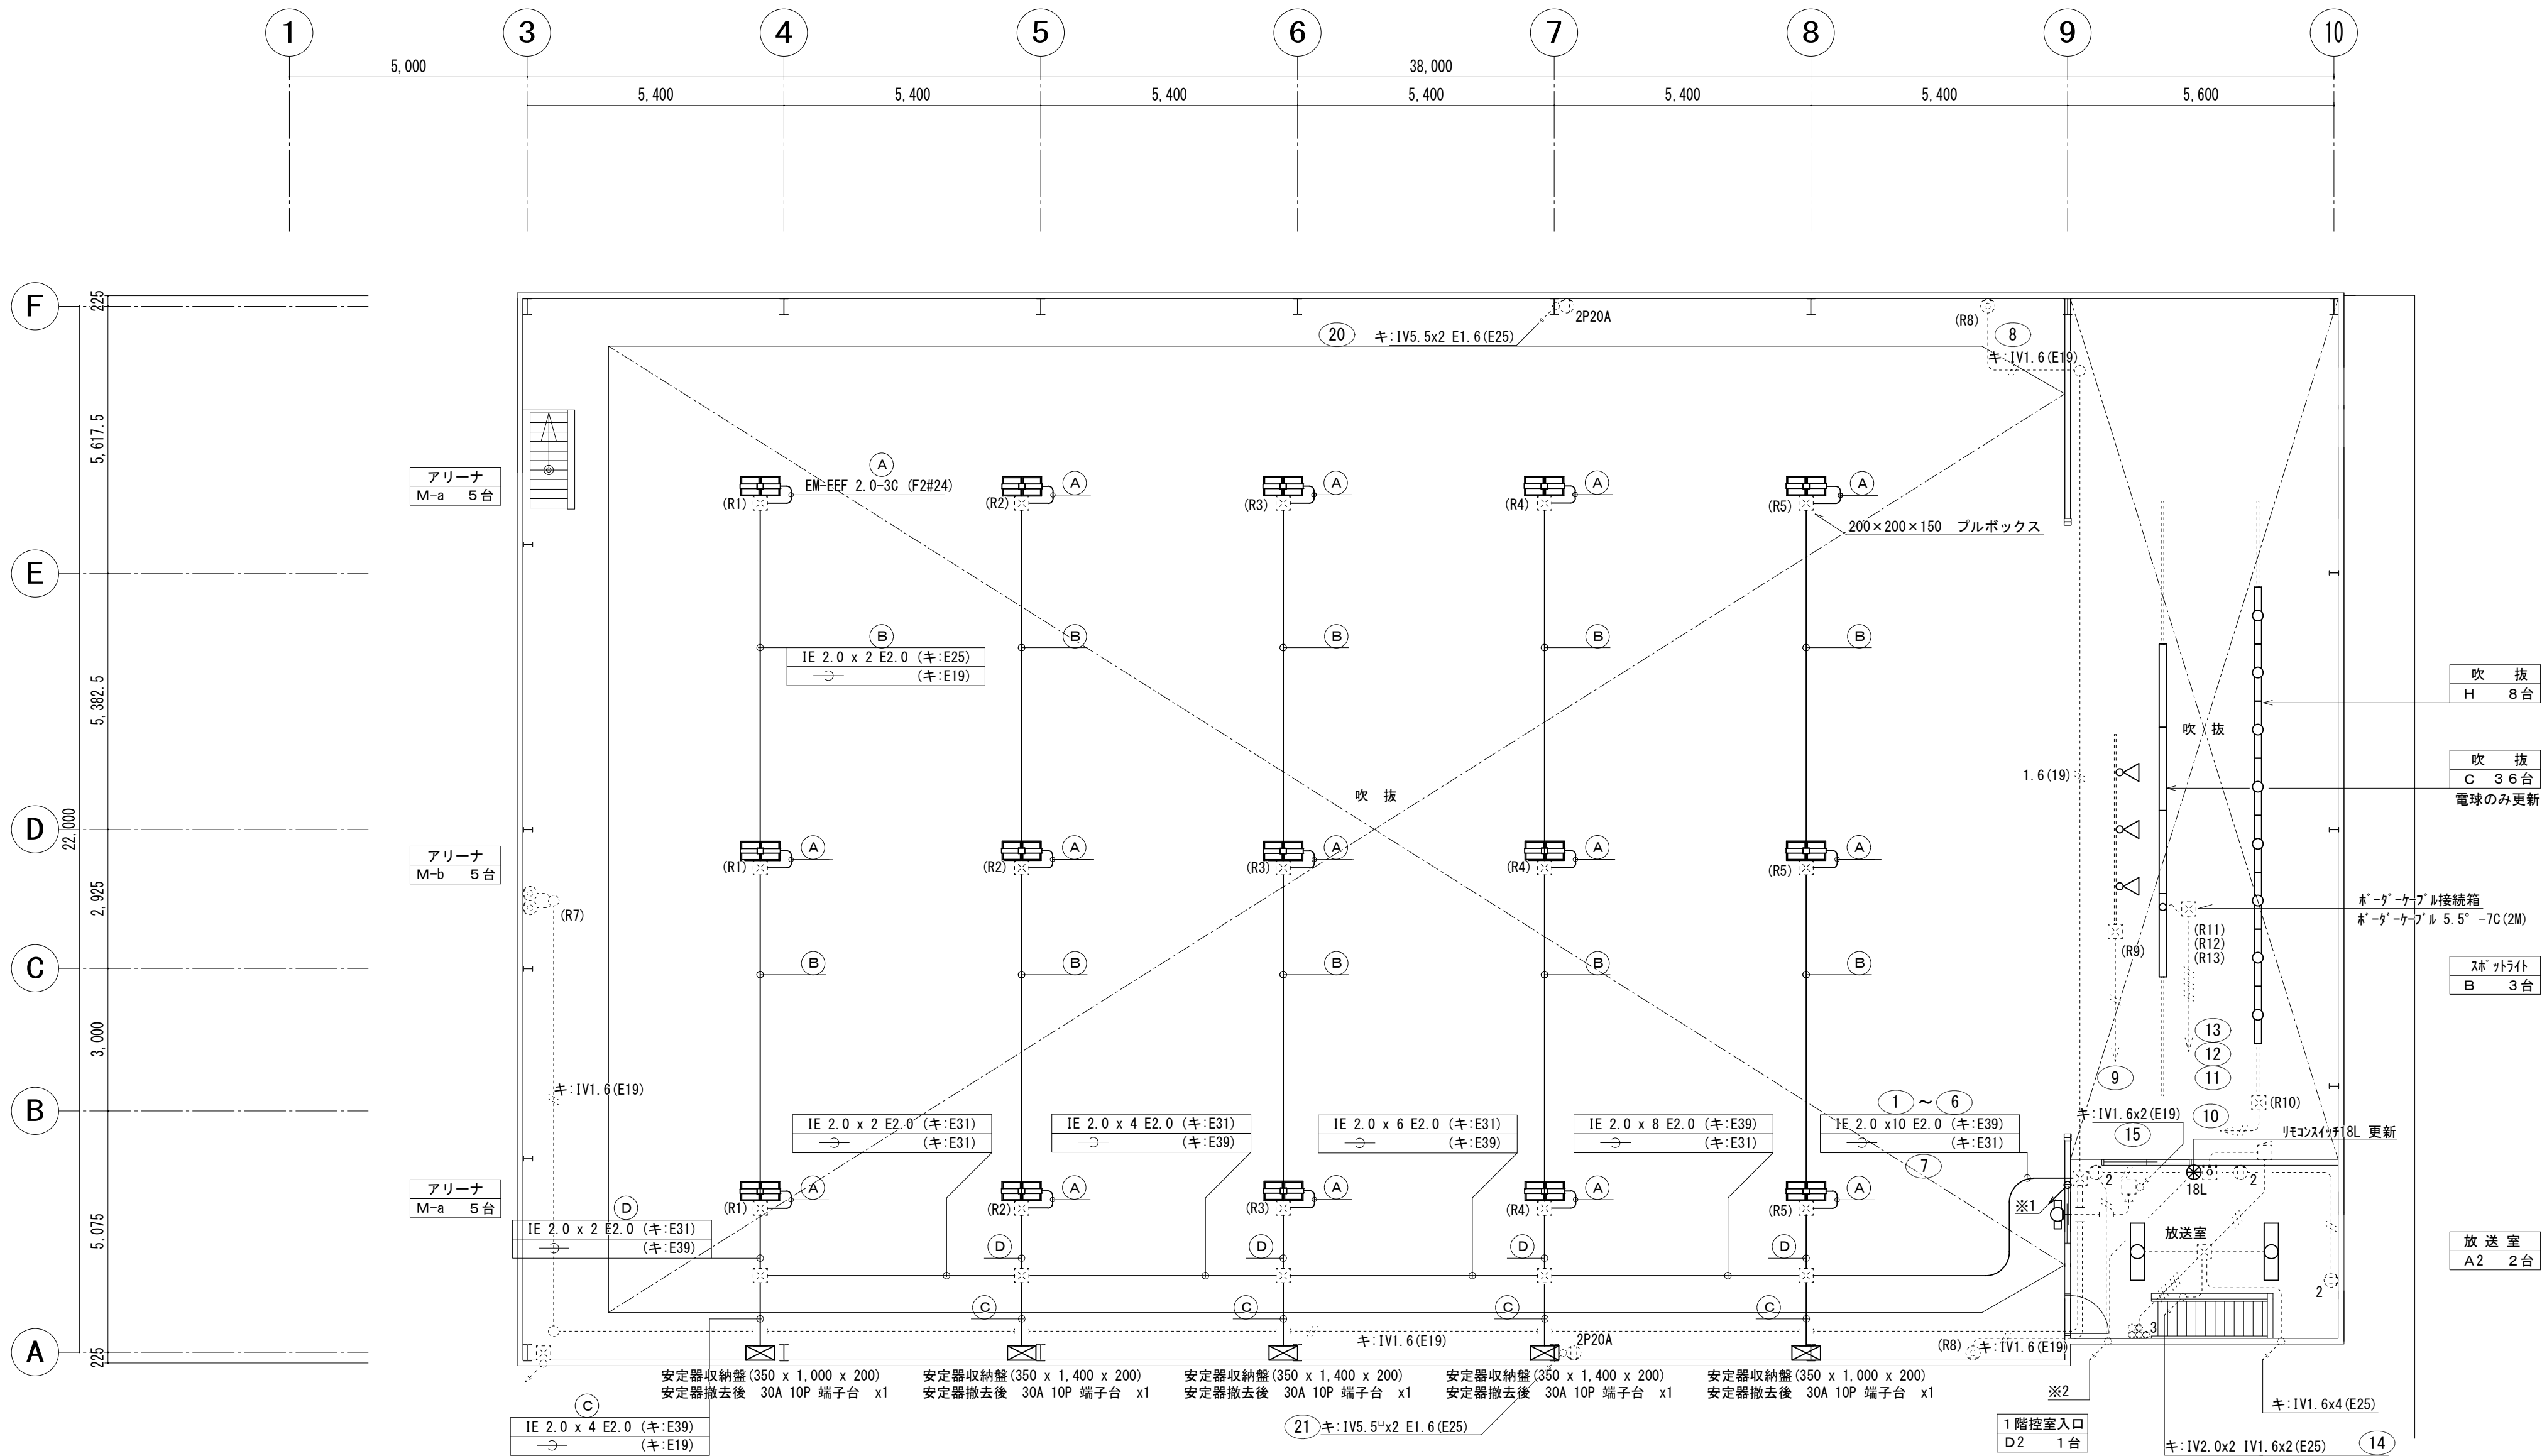 1 3 4 5 6 7 8 9 10
5,000 38,000
5,400 5,400 5,400 5,400 5,400 5,400 5,600
F
225
20 キ:IV5.5x2 E1.6(E25)
2P20A
(R8)
8
キ:IV1.6(E19)
5,617.5
アリーナ
M-a 5台
A
EM-EEF 2.0-3C (F2#24)
A A A A
(R1) (R2) (R3) (R4) (R5)
200×200×150 プルボックス
E
B B B B B
IE 2.0 x 2 E2.0 (キ:E25)
(キ:E19)
5,382.5
吹 抜
H 8台
吹 抜
吹 抜
C 36台
電球のみ更新
1.6(19)
吹 抜
D
22,000
アリーナ
M-b 5台
A A A A A
(R1) (R2) (R3) (R4) (R5)
2,925
(R7)
ボーダーケーブル接続箱
ボーダーケーブル 5.5°-7C(2M)
(R11)
(R12)
(R13)
(R9)
C
B B B B B
スポットライト
B 3台
3,000
13
12
11
9
キ:IV1.6(E19)
B
IE 2.0 x 2 E2.0 (キ:E31)
(キ:E31)
IE 2.0 x 4 E2.0 (キ:E31)
(キ:E39)
IE 2.0 x 6 E2.0 (キ:E31)
(キ:E39)
IE 2.0 x 8 E2.0 (キ:E39)
(キ:E31)
1 ~ 6
IE 2.0 x10 E2.0 (キ:E39)
(キ:E31)
7
キ:IV1.6x2(E19)
15
10
(R10)
リモコンスイッチ18L 更新
アリーナ
M-a 5台
A A A A A
(R1) (R2) (R3) (R4) (R5)
2 18L 2
※1
5,075
D
IE 2.0 x 2 E2.0 (キ:E31)
(キ:E39)
D D D D
放送室
放 送 室
A2 2台
2
C C C C
3
A
225
キ:IV1.6(E19)
2P20A
(R8) キ:IV1.6(E19)
安定器収納盤(350 x 1,000 x 200)
安定器撤去後 30A 10P 端子台 x1
安定器収納盤(350 x 1,400 x 200)
安定器撤去後 30A 10P 端子台 x1
安定器収納盤(350 x 1,400 x 200)
安定器撤去後 30A 10P 端子台 x1
安定器収納盤(350 x 1,400 x 200)
安定器撤去後 30A 10P 端子台 x1
安定器収納盤(350 x 1,000 x 200)
安定器撤去後 30A 10P 端子台 x1
C
IE 2.0 x 4 E2.0 (キ:E39)
(キ:E19)
21 キ:IV5.5□x2 E1.6(E25)
※2
1階控室入口
D2 1台
キ:IV1.6x4(E25)
キ:IV2.0x2 IV1.6x2(E25) 14